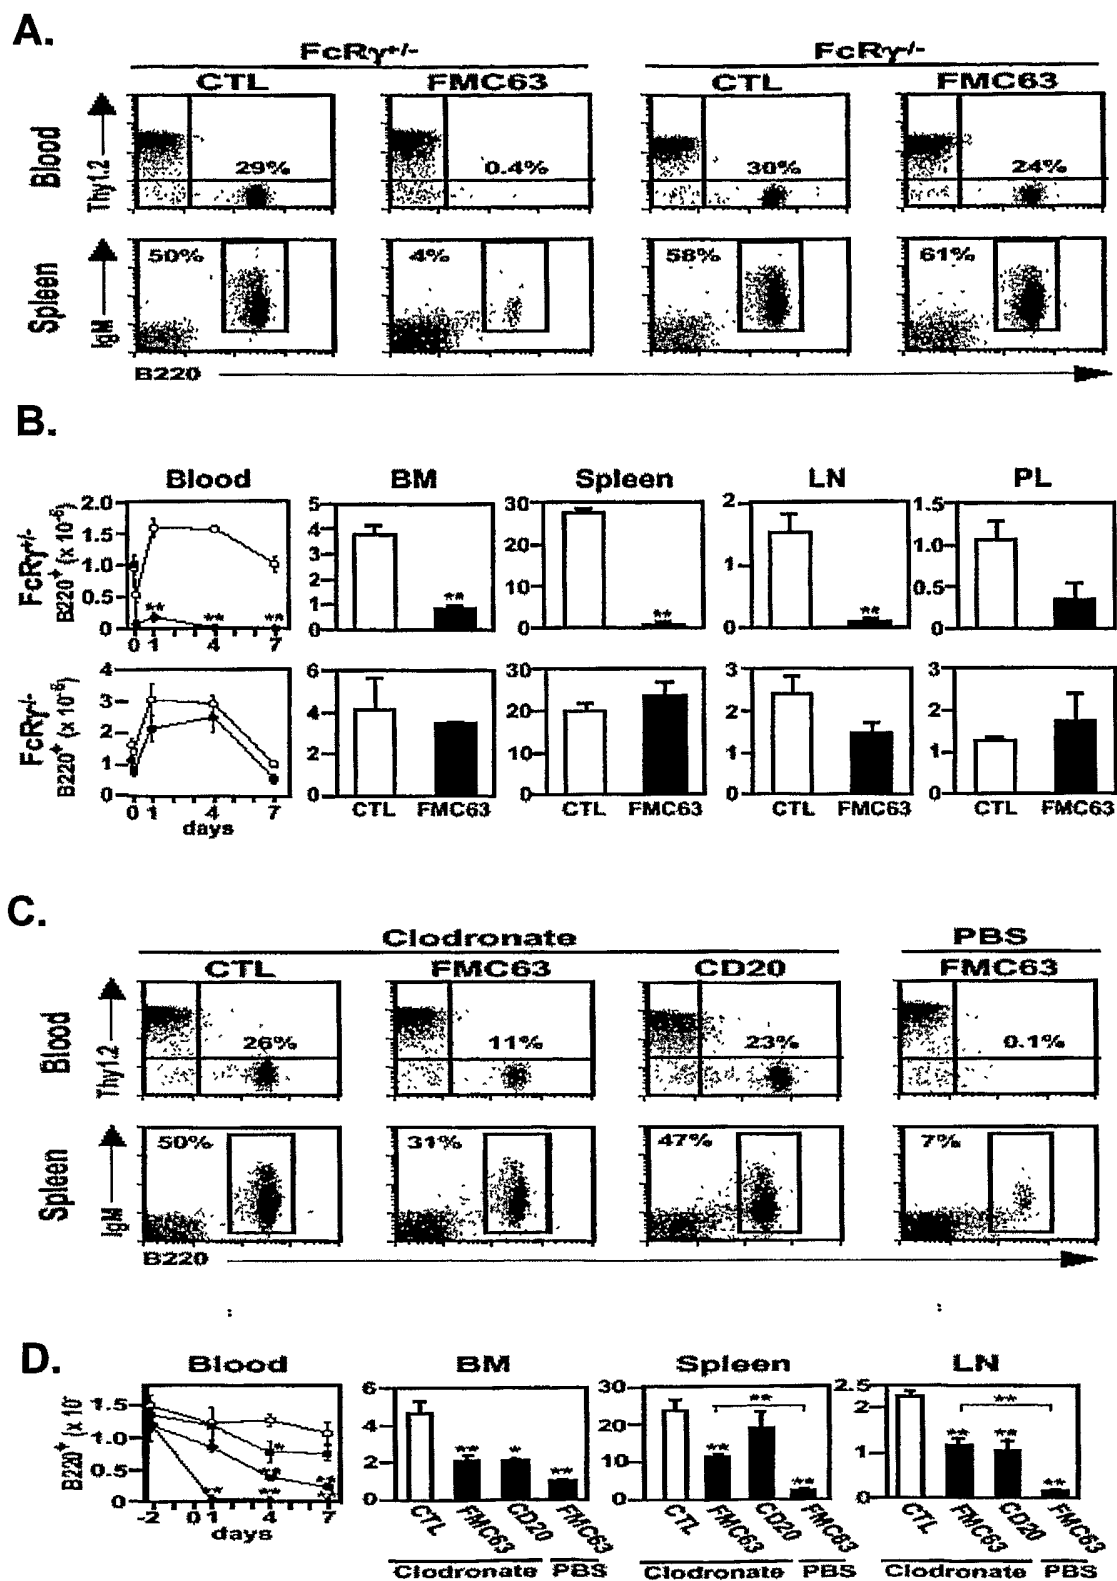 A.
FcRγ+/- FcRγ-/-
CTL FMC63 CTL FMC63
Blood
Thy1.2
29% 0.4% 30% 24%
Spleen
IgM
50% 4% 58% 61%
B220
B.
Blood BM Spleen LN PL
FcRγ+/-
B220+ (x 10-6)
2.0 1.5 1.0 0.5 0
5 4 3 2 1 0
30 20 10 0
2 1 0
1.5 1.0 0.5 0
** ** ** ** ** **
0 1 4 7
FcRγ-/-
B220+ (x 10-6)
4 3 2 1 0
6 4 2 0
30 20 10 0
3 2 1 0
3 2 1 0
0 1 4 7
days
CTL FMC63 CTL FMC63 CTL FMC63 CTL FMC63
C.
Clodronate PBS
CTL FMC63 CD20 FMC63
Blood
Thy1.2
26% 11% 23% 0.1%
Spleen
IgM
50% 31% 47% 7%
B220
D.
Blood BM Spleen LN
B220+ (x 10-
1.5 1.0 0.5 0
6 4 2 0
30 20 10 0
2.5 2 1 0
-2 0 1 4 7
days
CTL FMC63 CD20 FMC63
CTL FMC63 CD20 FMC63
CTL FMC63 CD20 FMC63
Clodronate PBS Clodronate PBS Clodronate PBS